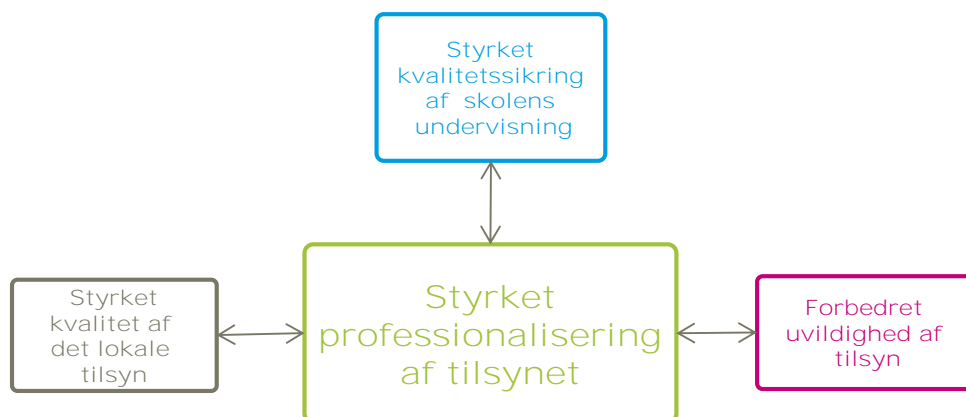 Styrket
kvalitetssikring
af skolens
undervisning
Styrket
kvalitet af
det lokale
tilsyn
Styrket
professionalisering
af tilsynet
Forbedret
uvildighed af
tilsyn